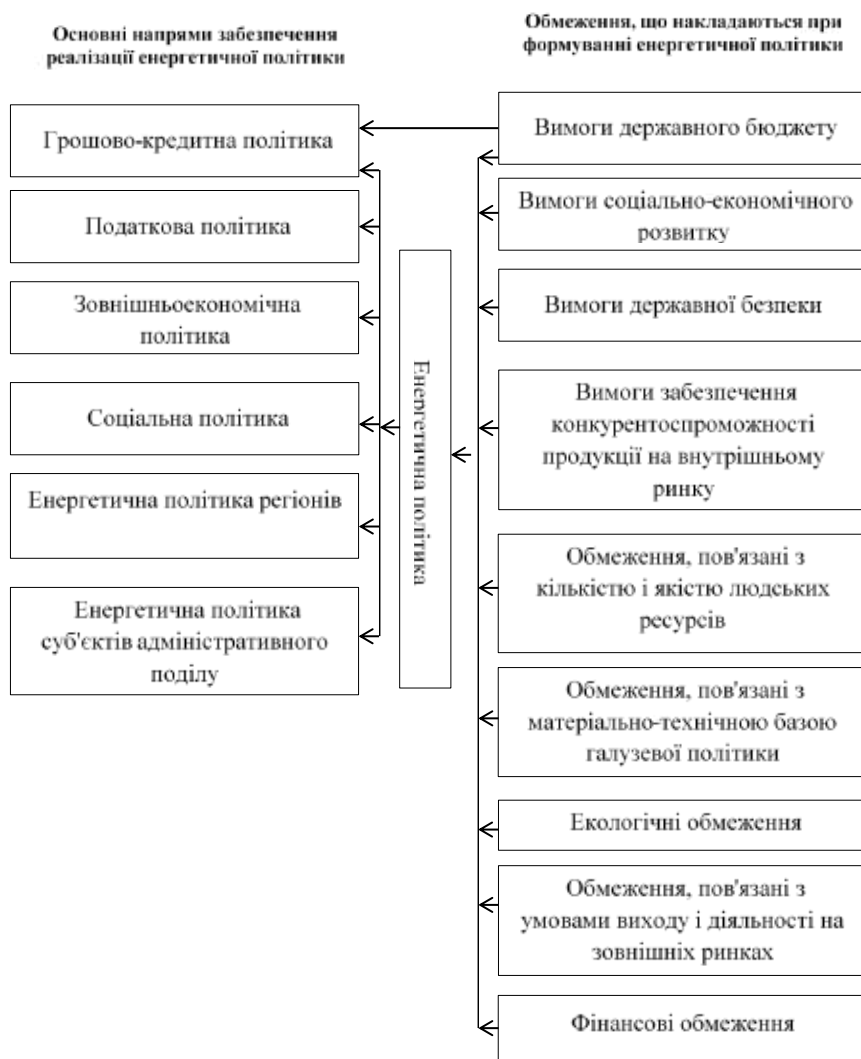 Основні напрями забезпечення
реалізації енергетичної політики
Грошово-кредитна політика
Податкова політика
Зовнішньоекономічна
політика
Соціальна політика
Енергетична політика регіонів
Енергетична політика
суб'єктів адміністративного
поділу
Енергетична політика
Обмеження, що накладаються при
формуванні енергетичної політики
Вимоги державного бюджету
Вимоги соціально-економічного
розвитку
Вимоги державної безпеки
Вимоги забезпечення
конкурентоспроможності
продукції на внутрішньому
ринку
Обмеження, пов'язані з
кількістю і якістю людських
ресурсів
Обмеження, пов'язані з
матеріально-технічною базою
галузевої політики
Екологічні обмеження
Обмеження, пов'язані з
умовами виходу і діяльності на
зовнішніх ринках
Фінансові обмеження